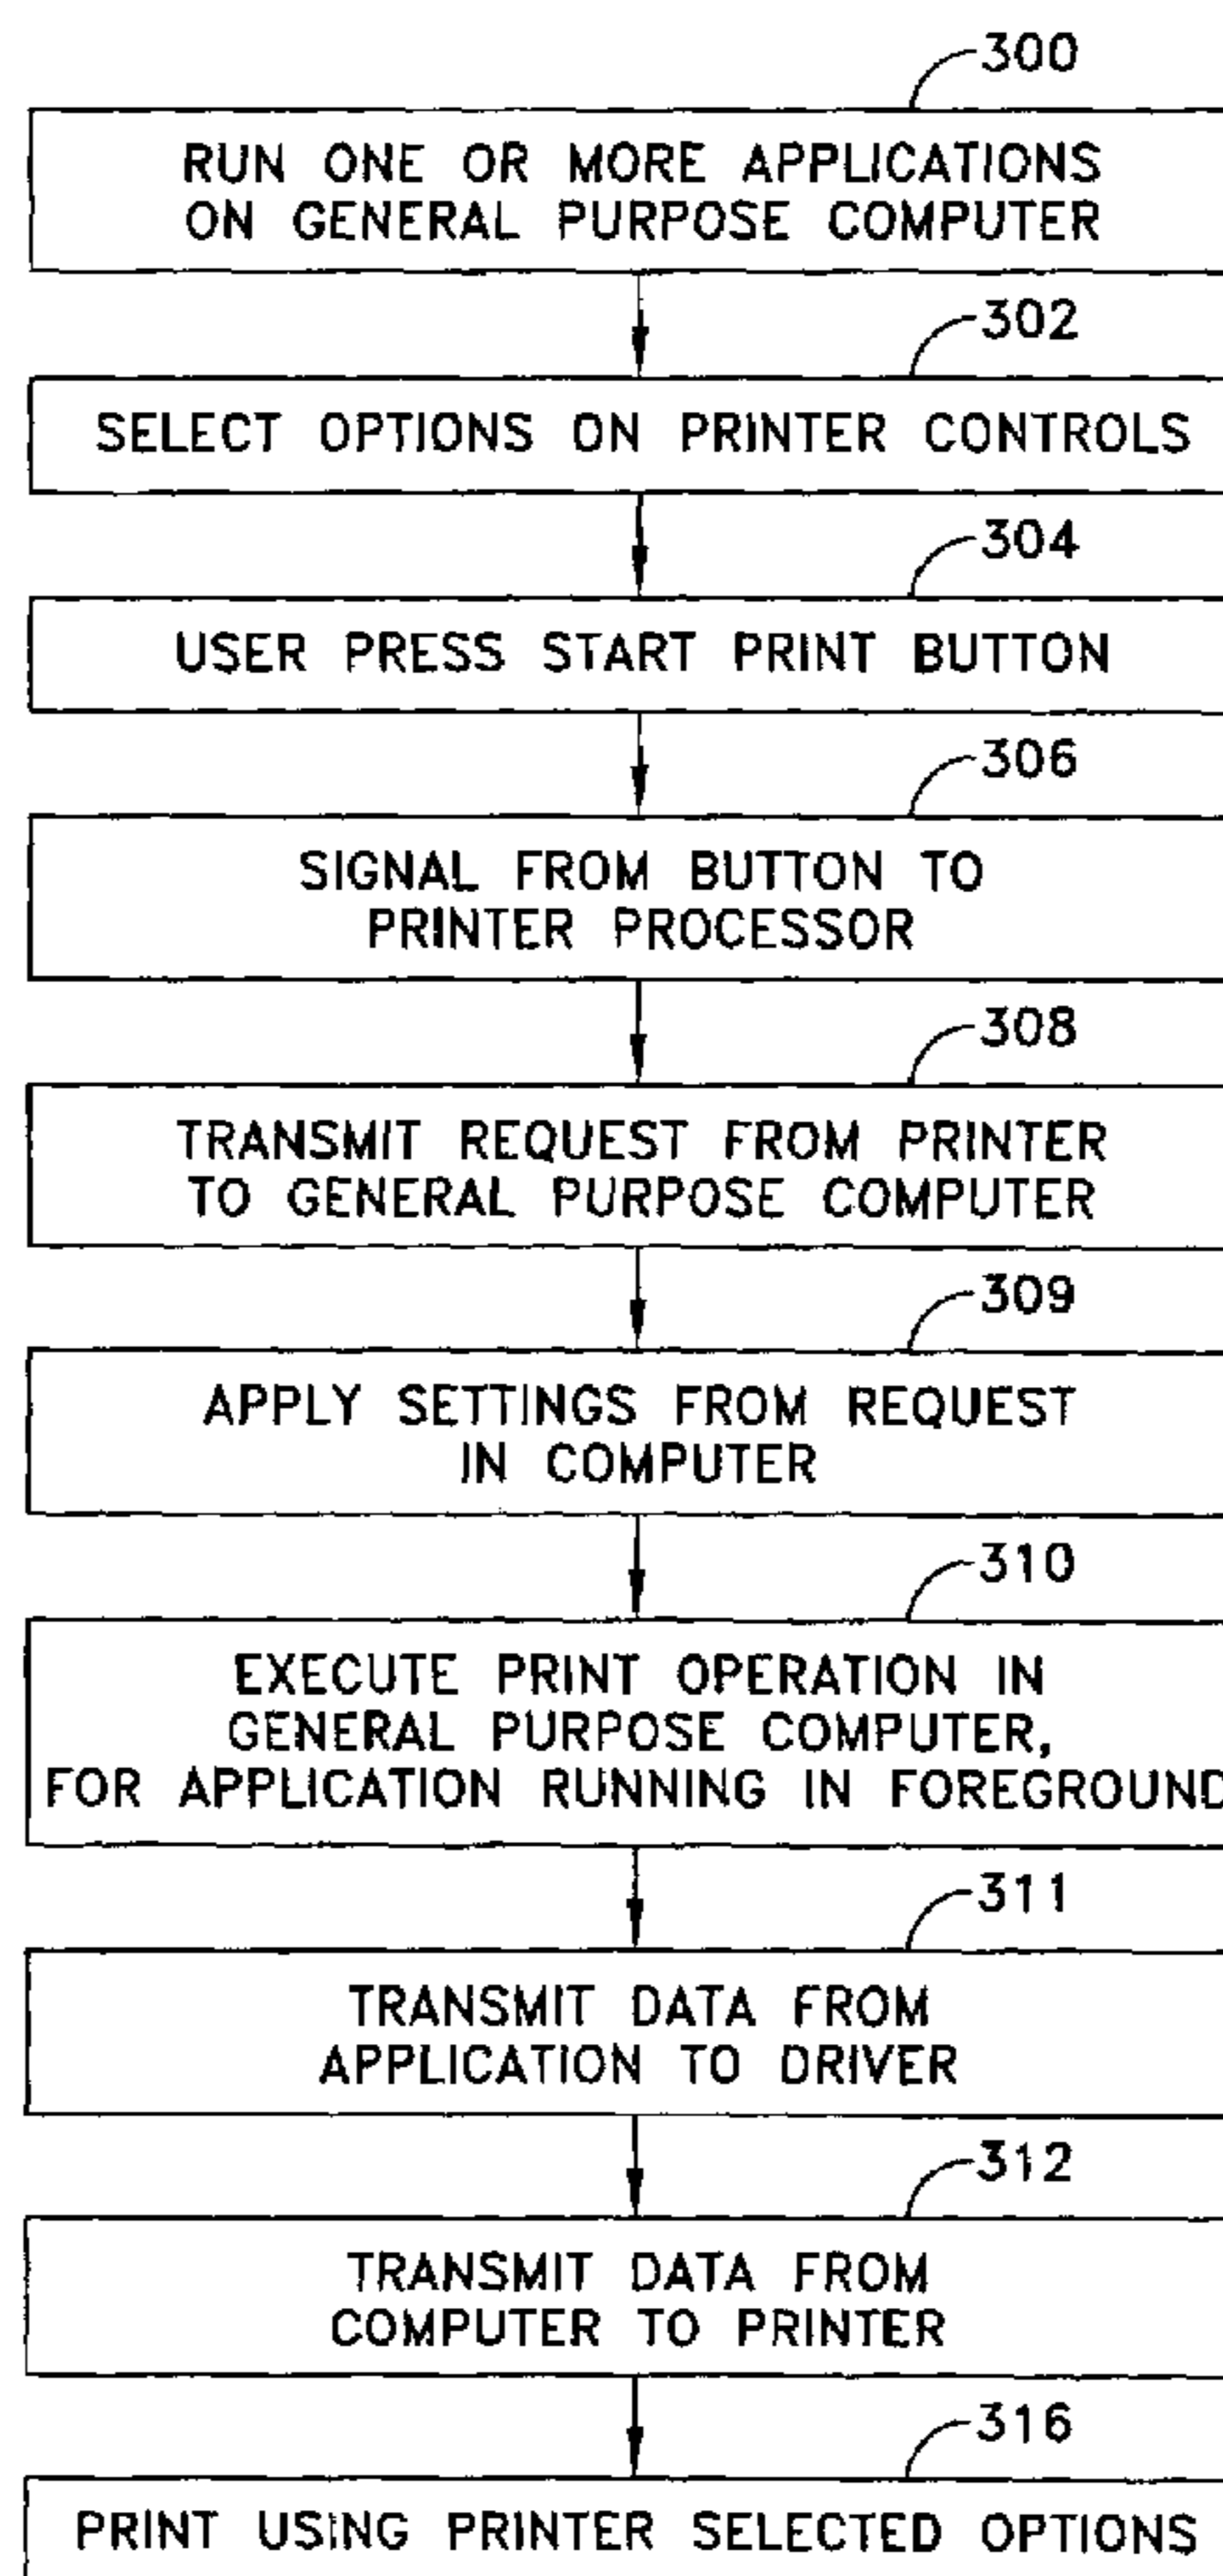 300
RUN ONE OR MORE APPLICATIONS
ON GENERAL PURPOSE COMPUTER
302
SELECT OPTIONS ON PRINTER CONTROLS
304
USER PRESS START PRINT BUTTON
306
SIGNAL FROM BUTTON TO
PRINTER PROCESSOR
308
TRANSMIT REQUEST FROM PRINTER
TO GENERAL PURPOSE COMPUTER
309
APPLY SETTINGS FROM REQUEST
IN COMPUTER
310
EXECUTE PRINT OPERATION IN
GENERAL PURPOSE COMPUTER,
FOR APPLICATION RUNNING IN FOREGROUND
311
TRANSMIT DATA FROM
APPLICATION TO DRIVER
312
TRANSMIT DATA FROM
COMPUTER TO PRINTER
316
PRINT USING PRINTER SELECTED OPTIONS